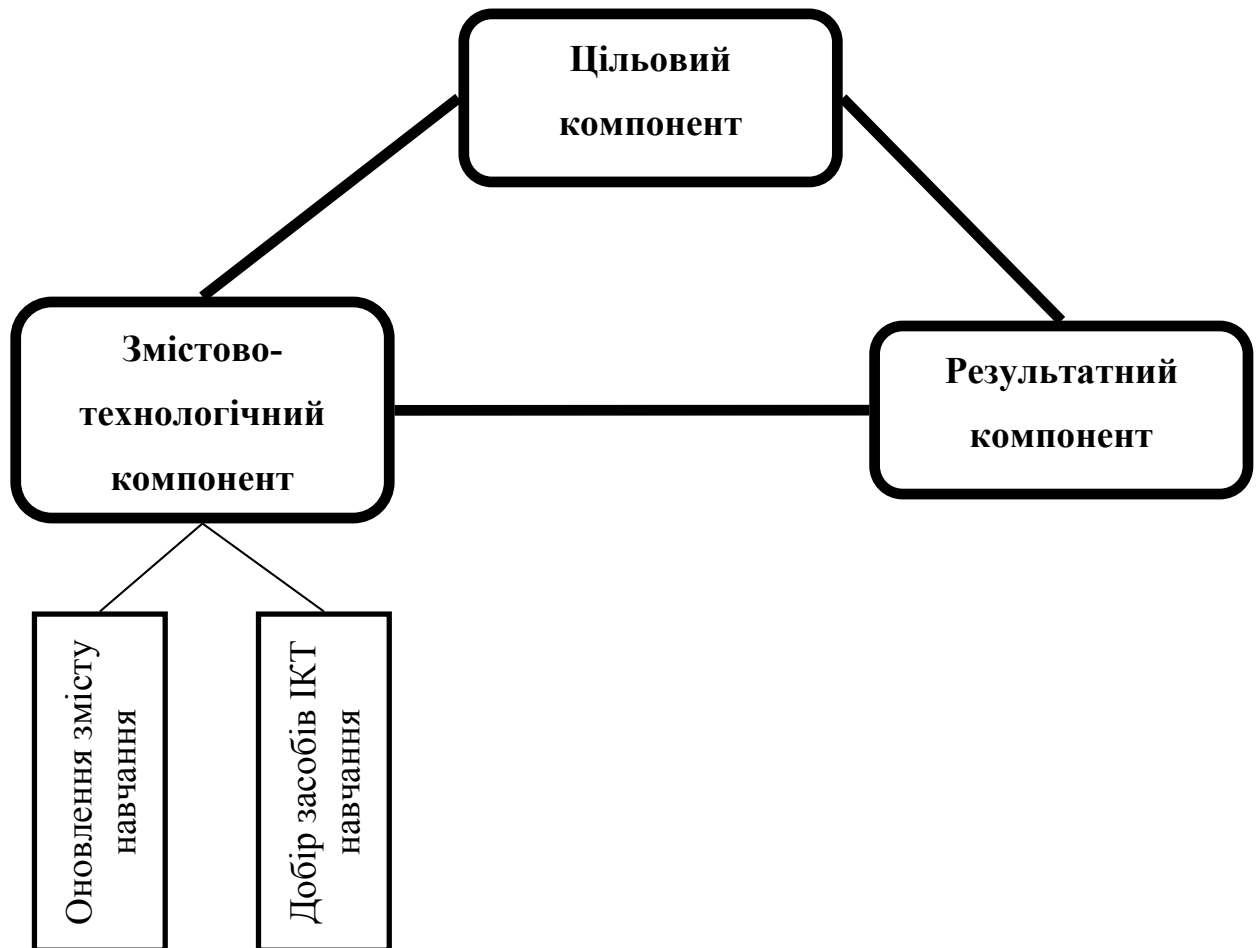 Цільовий
компонент
Змістово-
технологічний
компонент
Результатний
компонент
Оновлення змісту
навчання
Добір засобів ІКТ
навчання